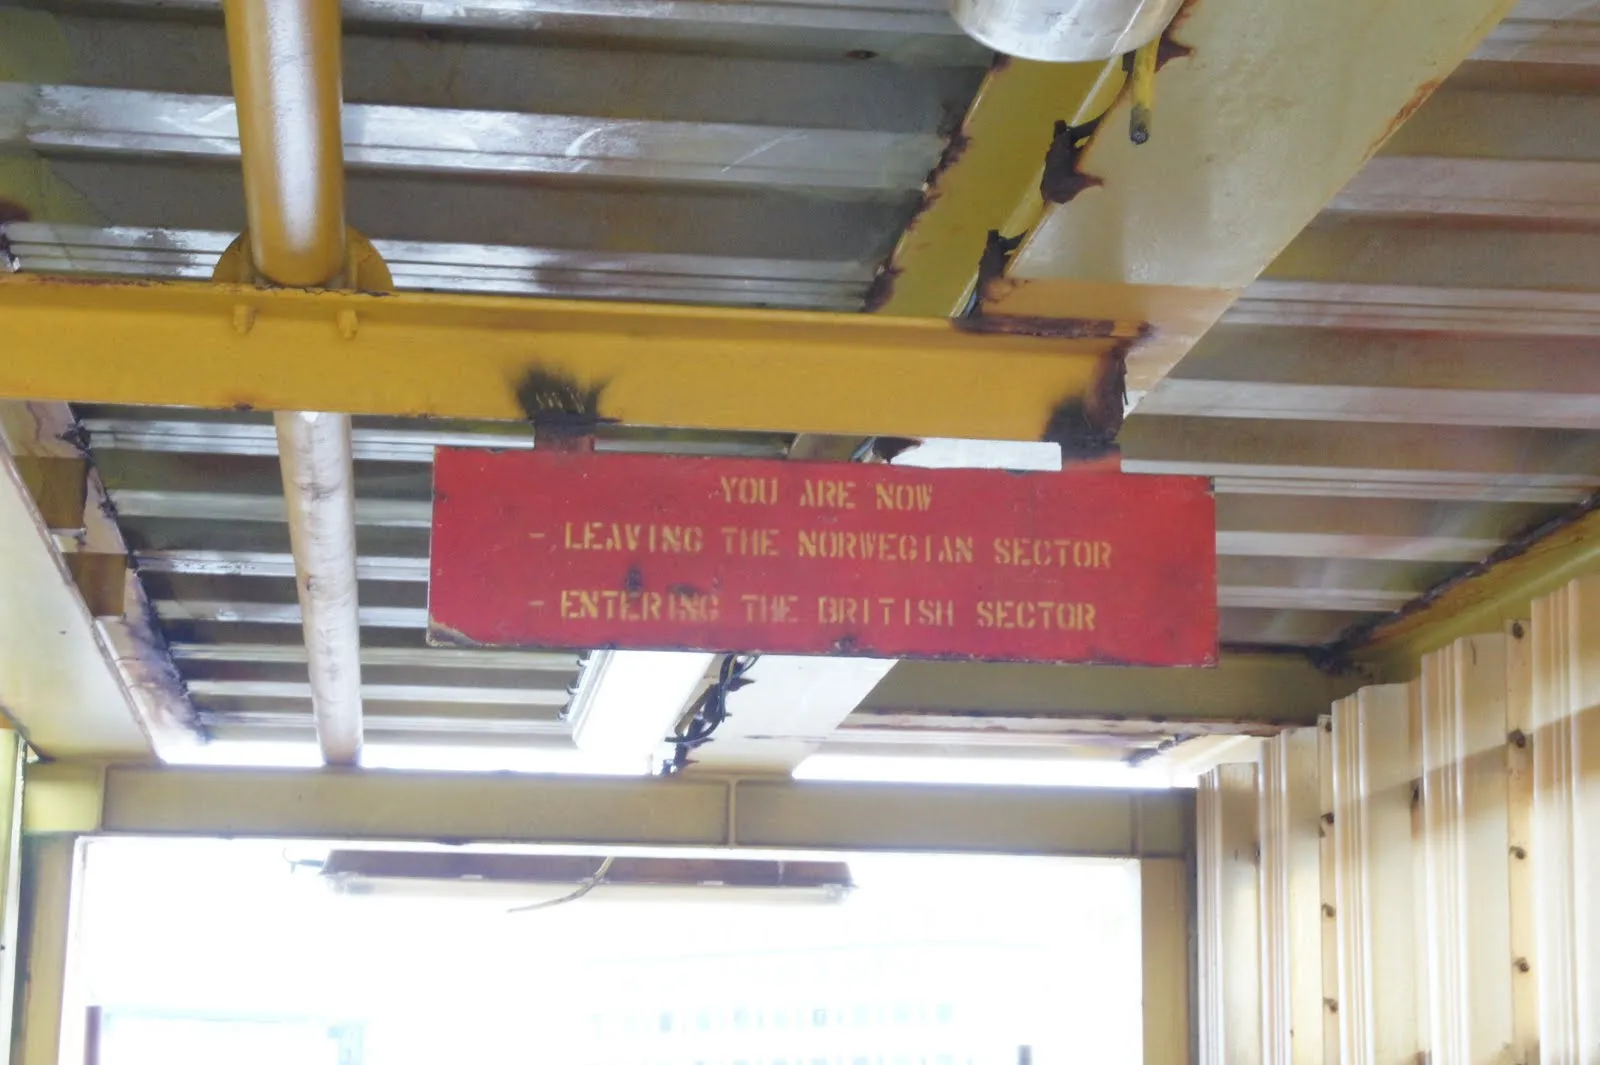 YOU ARE NOW
- LEAVING THE NORWEGIAN SECTOR
- ENTERING THE BRITISH SECTOR